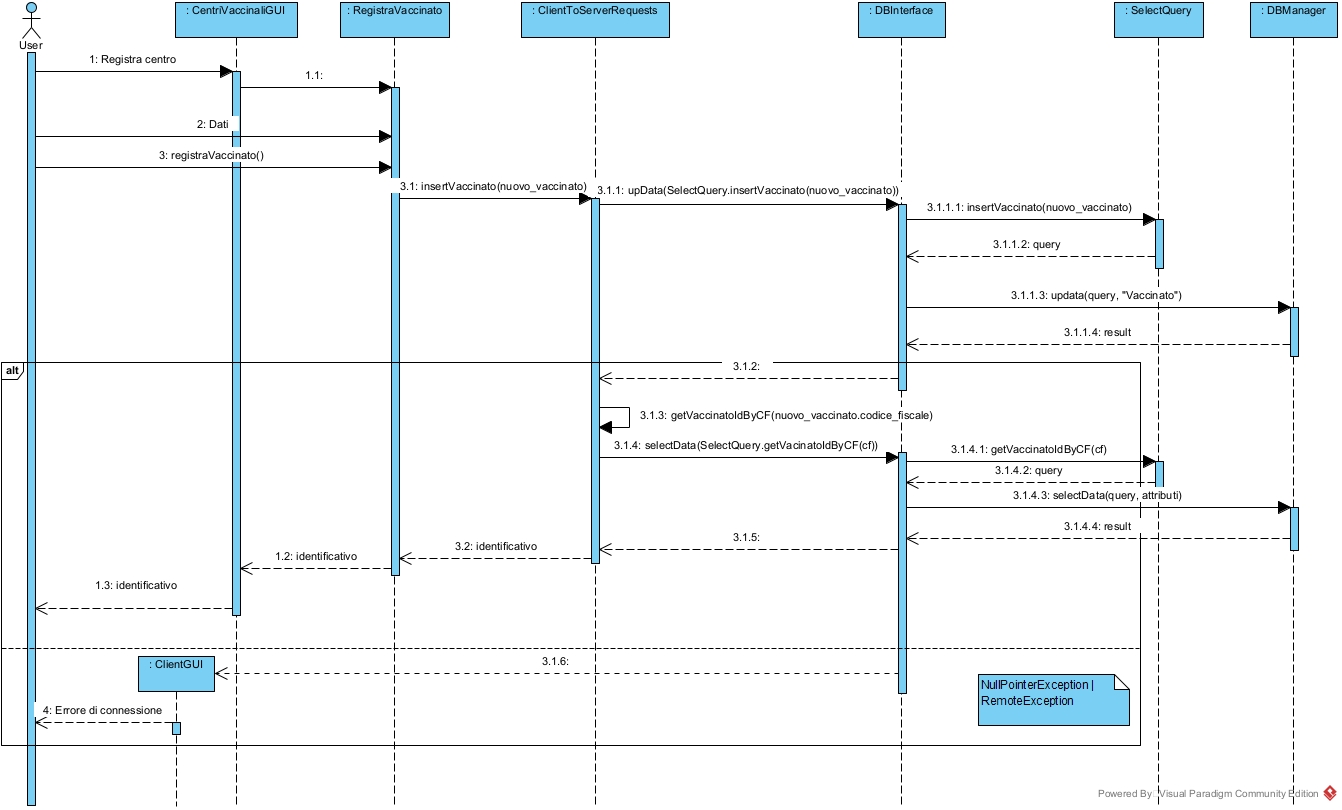 : CentriVaccinaliGUI
: RegistraVaccinato
: ClientToServerRequests
: DBInterface
: SelectQuery
: DBManager
User
1: Registra centro
1.1:
2: Dati
3: registraVaccinato()
3.1: insertVaccinato(nuovo_vaccinato)
3.1.1: upData(SelectQuery.insertVaccinato(nuovo_vaccinato))
3.1.1.1: insertVaccinato(nuovo_vaccinato)
3.1.1.2: query
3.1.1.3: updata(query, "Vaccinato")
3.1.1.4: result
alt
3.1.2:
3.1.3: getVaccinatoIdByCF(nuovo_vaccinato.codice_fiscale)
3.1.4: selectData(SelectQuery.getVacinatoIdByCF(cf))
3.1.4.1: getVaccinatoIdByCF(cf)
3.1.4.2: query
3.1.4.3: selectData(query, attributi)
3.1.4.4: result
3.1.5:
3.2: identificativo
1.2: identificativo
1.3: identificativo
: ClientGUI
3.1.6:
NullPointerException |
RemoteException
4: Errore di connessione
Powered By Visual Paradigm Community Edition